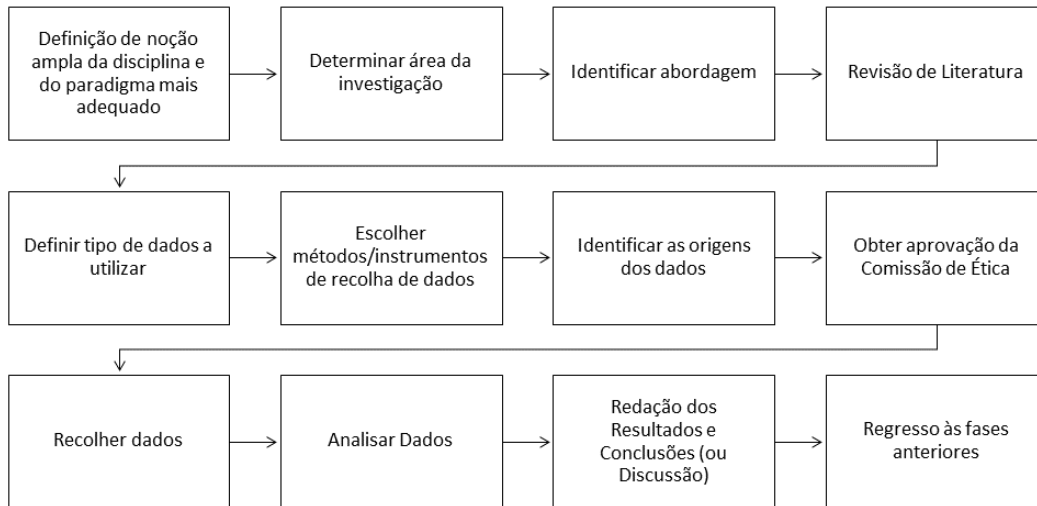 Definição de noção
ampla da disciplina e
do paradigma mais
adequado
Determinar área da
investigação
Identificar abordagem
Revisão de Literatura
Definir tipo de dados a
utilizar
Escolher
métodos/instrumentos
de recolha de dados
Identificar as origens
dos dados
Obter aprovação da
Comissão de Ética
Recolher dados
Analisar Dados
Redação dos
Resultados e
Conclusões (ou
Discussão)
Regresso às fases
anteriores